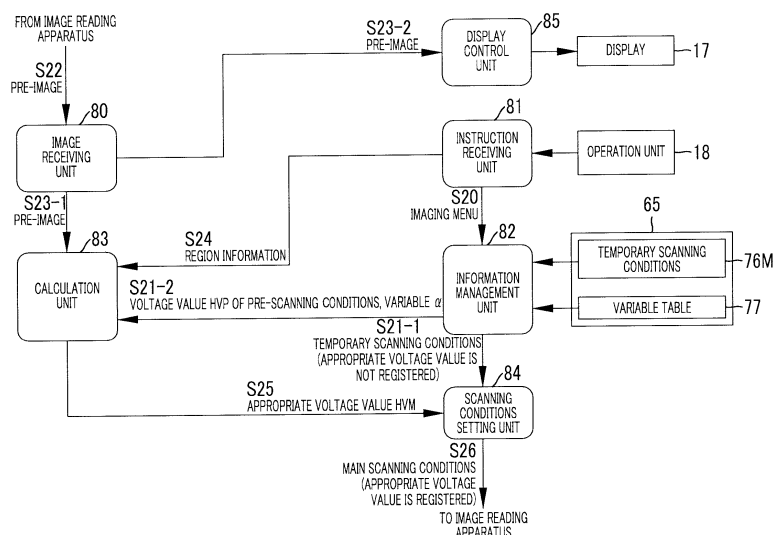 FROM IMAGE READING
APPARATUS
S22
PRE-IMAGE
80
IMAGE
RECEIVING
UNIT
S23-2
PRE-IMAGE
85
DISPLAY
CONTROL
UNIT
DISPLAY
17
81
INSTRUCTION
RECEIVING
UNIT
OPERATION UNIT
18
S23-1
PRE-IMAGE
S20
IMAGING MENU
S24
REGION INFORMATION
83
CALCULATION
UNIT
82
INFORMATION
MANAGEMENT
UNIT
65
TEMPORARY SCANNING
CONDITIONS
76M
VARIABLE TABLE
77
S21-2
VOLTAGE VALUE HVP OF PRE-SCANNING CONDITIONS, VARIABLE α
S21-1
TEMPORARY SCANNING CONDITIONS
(APPROPRIATE VOLTAGE VALUE IS
NOT REGISTERED)
S25
APPROPRIATE VOLTAGE VALUE HVM
84
SCANNING
CONDITIONS
SETTING UNIT
S26
MAIN SCANNING CONDITIONS
(APPROPRIATE VOLTAGE
VALUE IS REGISTERED)
TO IMAGE READING
APPARATUS